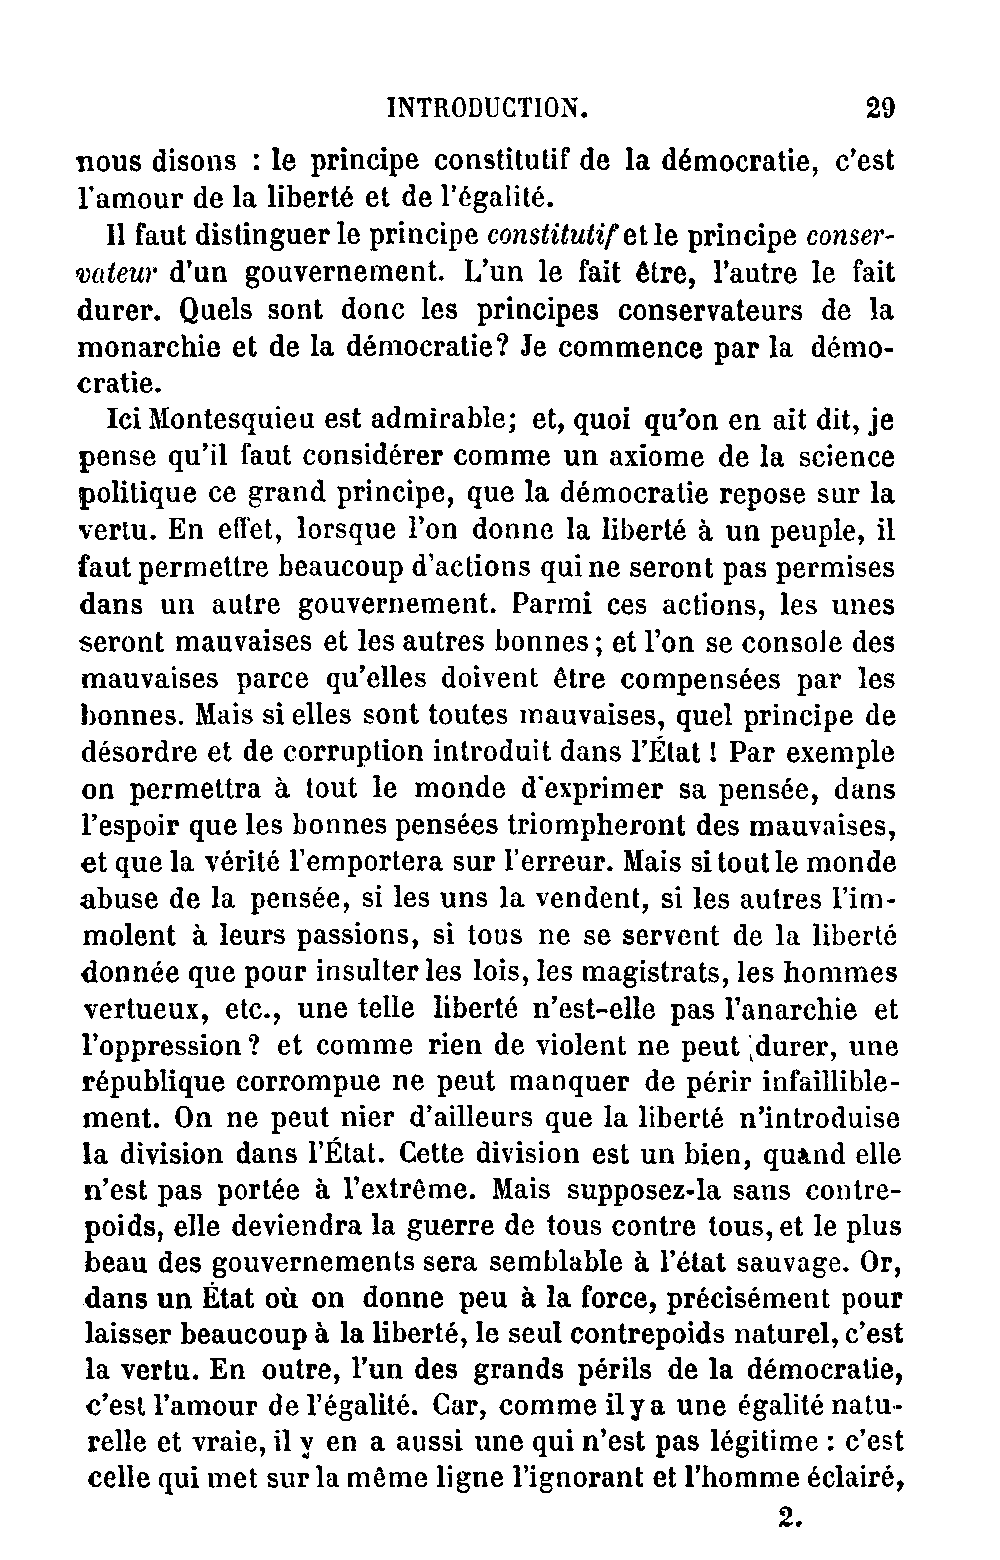 INTRODUCTION. 29
nous disons : le principe constitutif de la démocratie, c'est
l'amour de la liberté et de l'égalité.
Il faut distinguer le principe constitutif et le principe conser-
vateur d'un gouvernement. L'un le fait être, l'autre le fait
durer. Quels sont donc les principes conservateurs de la
monarchie et de la démocratie? Je commence par la démo-
cratie.
Ici Montesquieu est admirable; et, quoi qu'on en ait dit, je
pense qu'il faut considérer comme un axiome de la science
politique ce grand principe, que la démocratie repose sur la
vertu. En effet, lorsque l'on donne la liberté à un peuple, il
faut permettre beaucoup d'actions qui ne seront pas permises
dans un autre gouvernement. Parmi ces actions, les unes
seront mauvaises et les autres bonnes; et l'on se console des
mauvaises parce qu'elles doivent être compensées par les
bonnes. Mais si elles sont toutes mauvaises, quel principe de
désordre et de corruption introduit dans l'État! Par exemple
on permettra à tout le monde d'exprimer sa pensée, dans
l'espoir que les bonnes pensées triompheront des mauvaises,
et que la vérité l'emportera sur l'erreur. Mais si tout le monde
abuse de la pensée, si les uns la vendent, si les autres l'im-
molent à leurs passions, si tous ne se servent de la liberté
donnée que pour insulter les lois, les magistrats, les hommes
vertueux, etc., une telle liberté n'est-elle pas l'anarchie et
l'oppression? et comme rien de violent ne peut durer, une
république corrompue ne peut manquer de périr infaillible-
ment. On ne peut nier d'ailleurs que la liberté n'introduise
la division dans l'État. Cette division est un bien, quand elle
n'est pas portée à l'extrême. Mais supposez-la sans contre-
poids, elle deviendra la guerre de tous contre tous, et le plus
beau des gouvernements sera semblable à l'état sauvage. Or,
dans un État où on donne peu à la force, précisément pour
laisser beaucoup à la liberté, le seul contrepoids naturel, c'est
la vertu. En outre, l'un des grands périls de la démocratie,
c'est l'amour de l'égalité. Car, comme il y a une égalité natu-
relle et vraie, il y en a aussi une qui n'est pas légitime : c'est
celle qui met sur la même ligne l'ignorant et l'homme éclairé,
2.